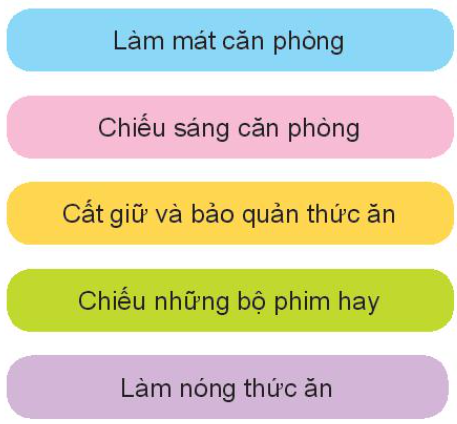 Làm mát căn phòng
Chiếu sáng căn phòng
Cất giữ và bảo quản thức ăn
Chiếu những bộ phim hay
Làm nóng thức ăn